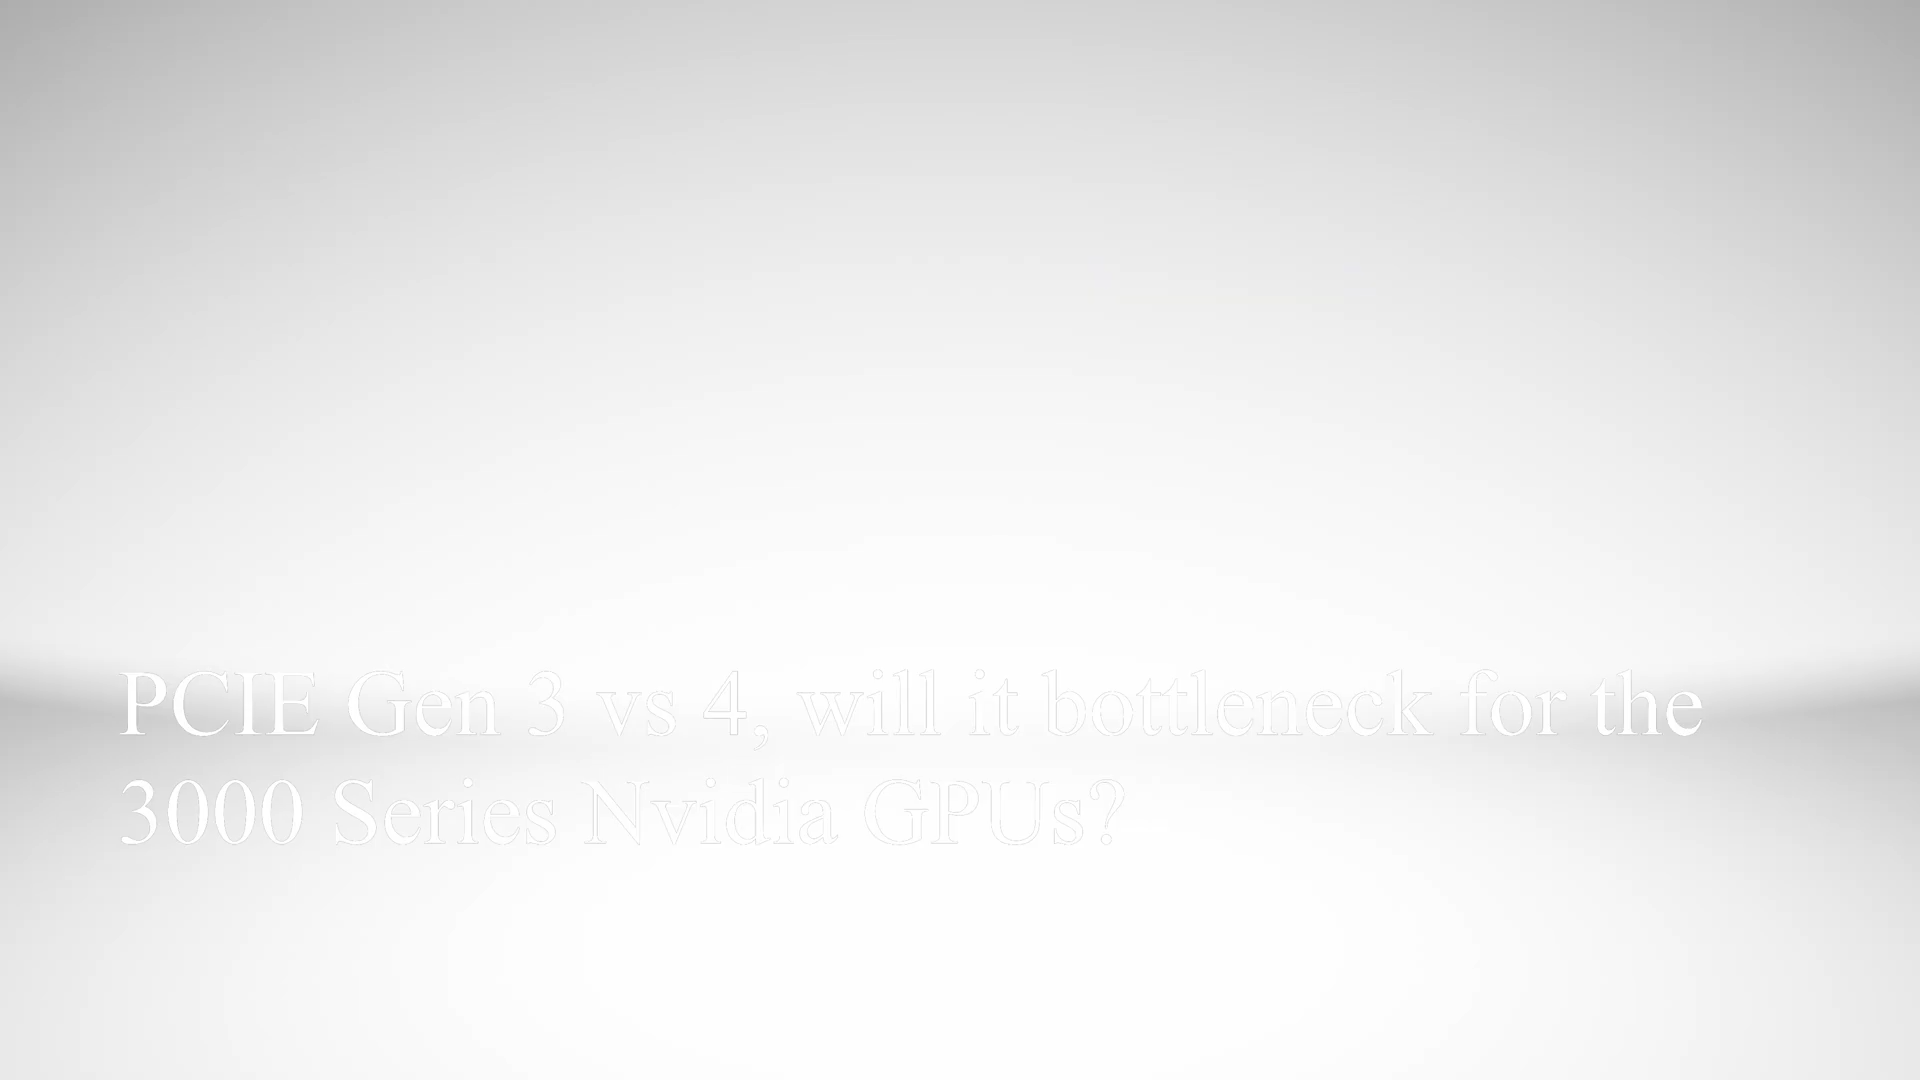 PCIE Gen 3 vs 4, will it bottleneck for the
3000 Series Nvidia GPUs?